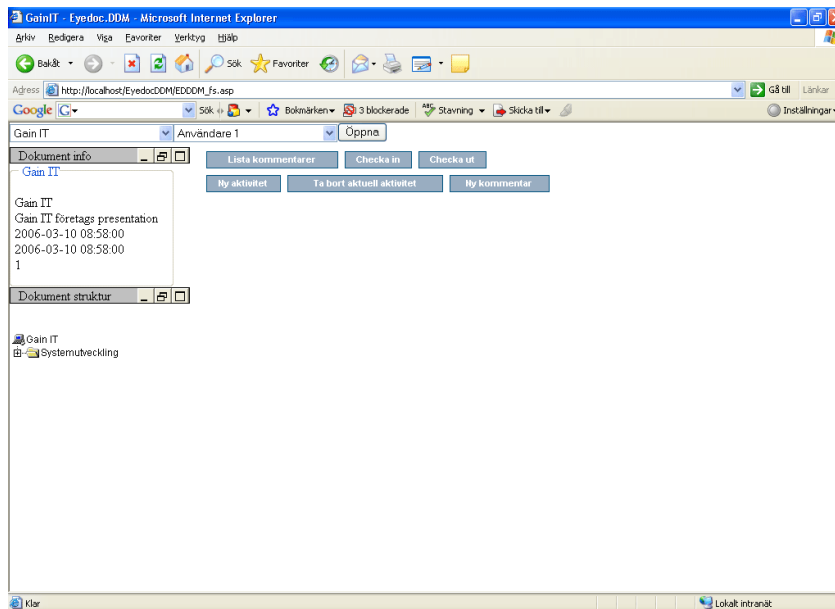 GainIT - Eyedoc.DDM - Microsoft Internet Explorer
Arkiv Redigera Visa Favoriter Verktyg Hjälp
Bakåt Sök Favoriter
Adress http://localhost/EyedocDDM/EDDDM_fs.asp Gå till Länkar
Google G Sök Bokmärken 3 blockerade ABC Stavning Skicka till Inställningar
Gain IT Användare 1 Öppna
Dokument info Lista kommentarer Checka in Checka ut
Gain IT Ny aktivitet Ta bort aktuell aktivitet Ny kommentar
Gain IT
Gain IT företags presentation
2006-03-10 08:58:00
2006-03-10 08:58:00
1
Dokument struktur
Gain IT
Systemutveckling
Klar Lokalt intranät